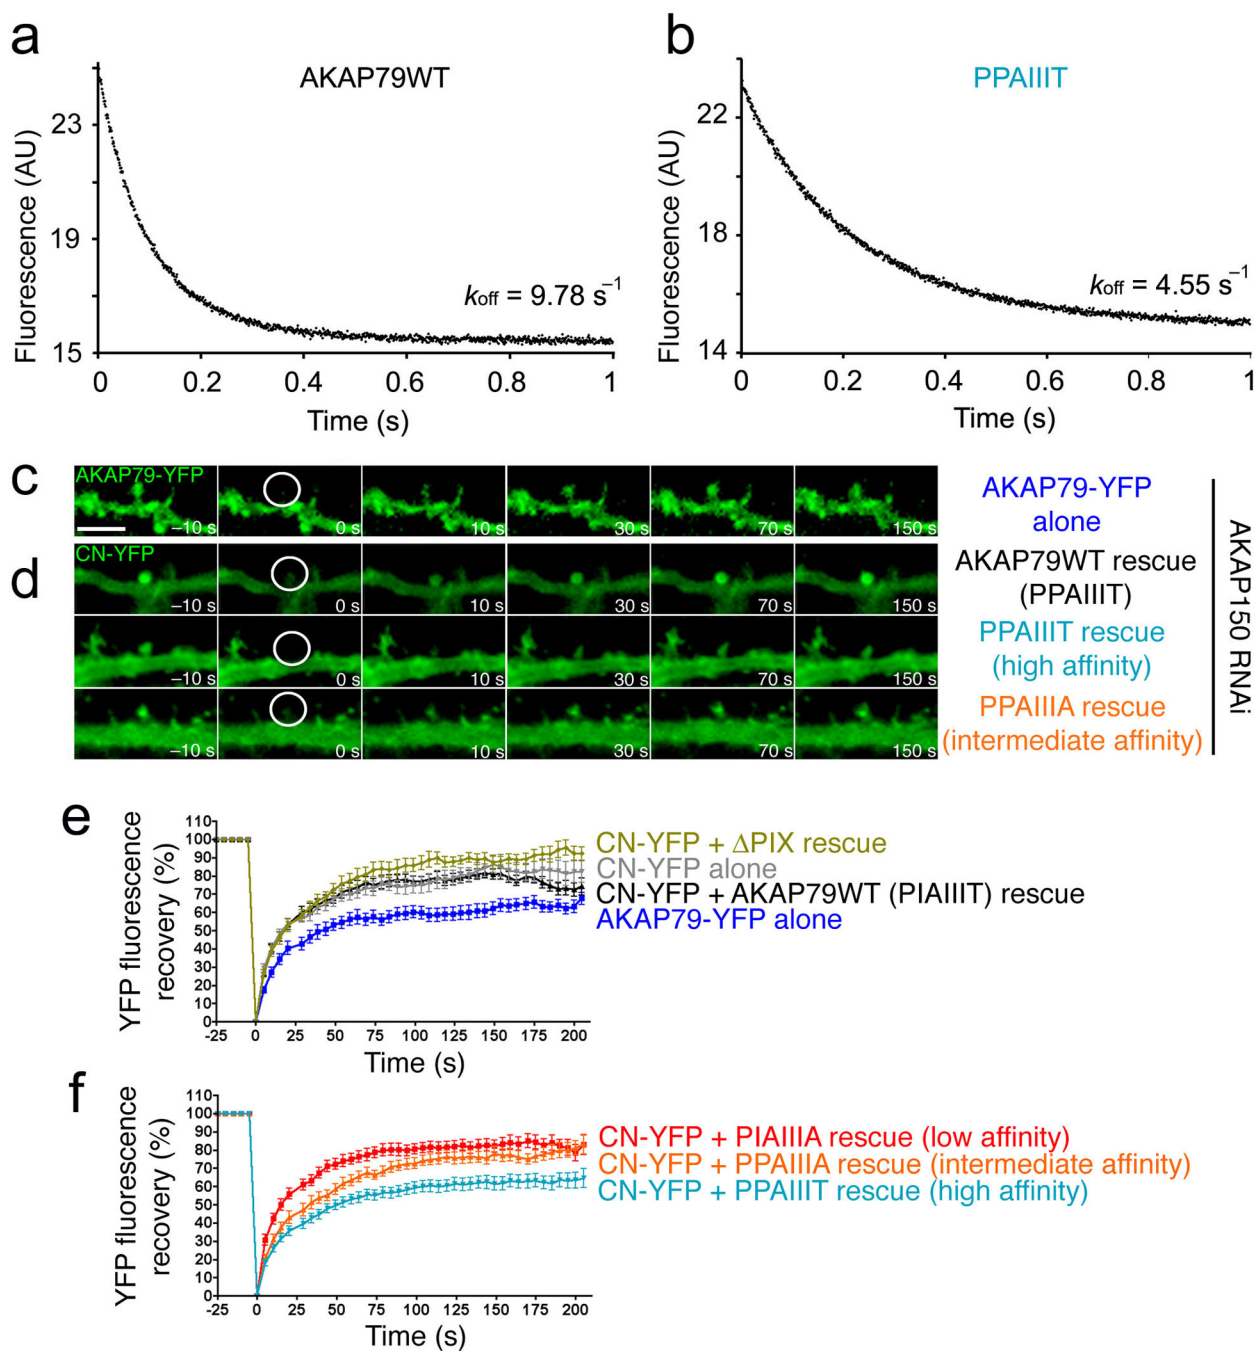 a
AKAP79WT
Fluorescence (AU)
23
19
15
koff = 9.78 s–1
0 0.2 0.4 0.6 0.8 1
Time (s)
b
PPAIIIT
Fluorescence (AU)
22
18
14
koff = 4.55 s–1
0 0.2 0.4 0.6 0.8 1
Time (s)
c
AKAP79-YFP
–10 s 0 s 10 s 30 s 70 s 150 s
AKAP79-YFP
alone
d
CN-YFP
–10 s 0 s 10 s 30 s 70 s 150 s
AKAP79WT rescue
(PPAIIIT)
–10 s 0 s 10 s 30 s 70 s 150 s
PPAIIIT rescue
(high affinity)
–10 s 0 s 10 s 30 s 70 s 150 s
PPAIIIA rescue
(intermediate affinity)
AKAP150 RNAi
e
YFP fluorescence
recovery (%)
110
100
90
80
70
60
50
40
30
20
10
0
-25 0 25 50 75 100 125 150 175 200
Time (s)
CN-YFP + ΔPIX rescue
CN-YFP alone
CN-YFP + AKAP79WT (PIAIIIT) rescue
AKAP79-YFP alone
f
YFP fluorescence
recovery (%)
110
100
90
80
70
60
50
40
30
20
10
0
-25 0 25 50 75 100 125 150 175 200
Time (s)
CN-YFP + PIAIIIA rescue (low affinity)
CN-YFP + PPAIIIA rescue (intermediate affinity)
CN-YFP + PPAIIIT rescue (high affinity)